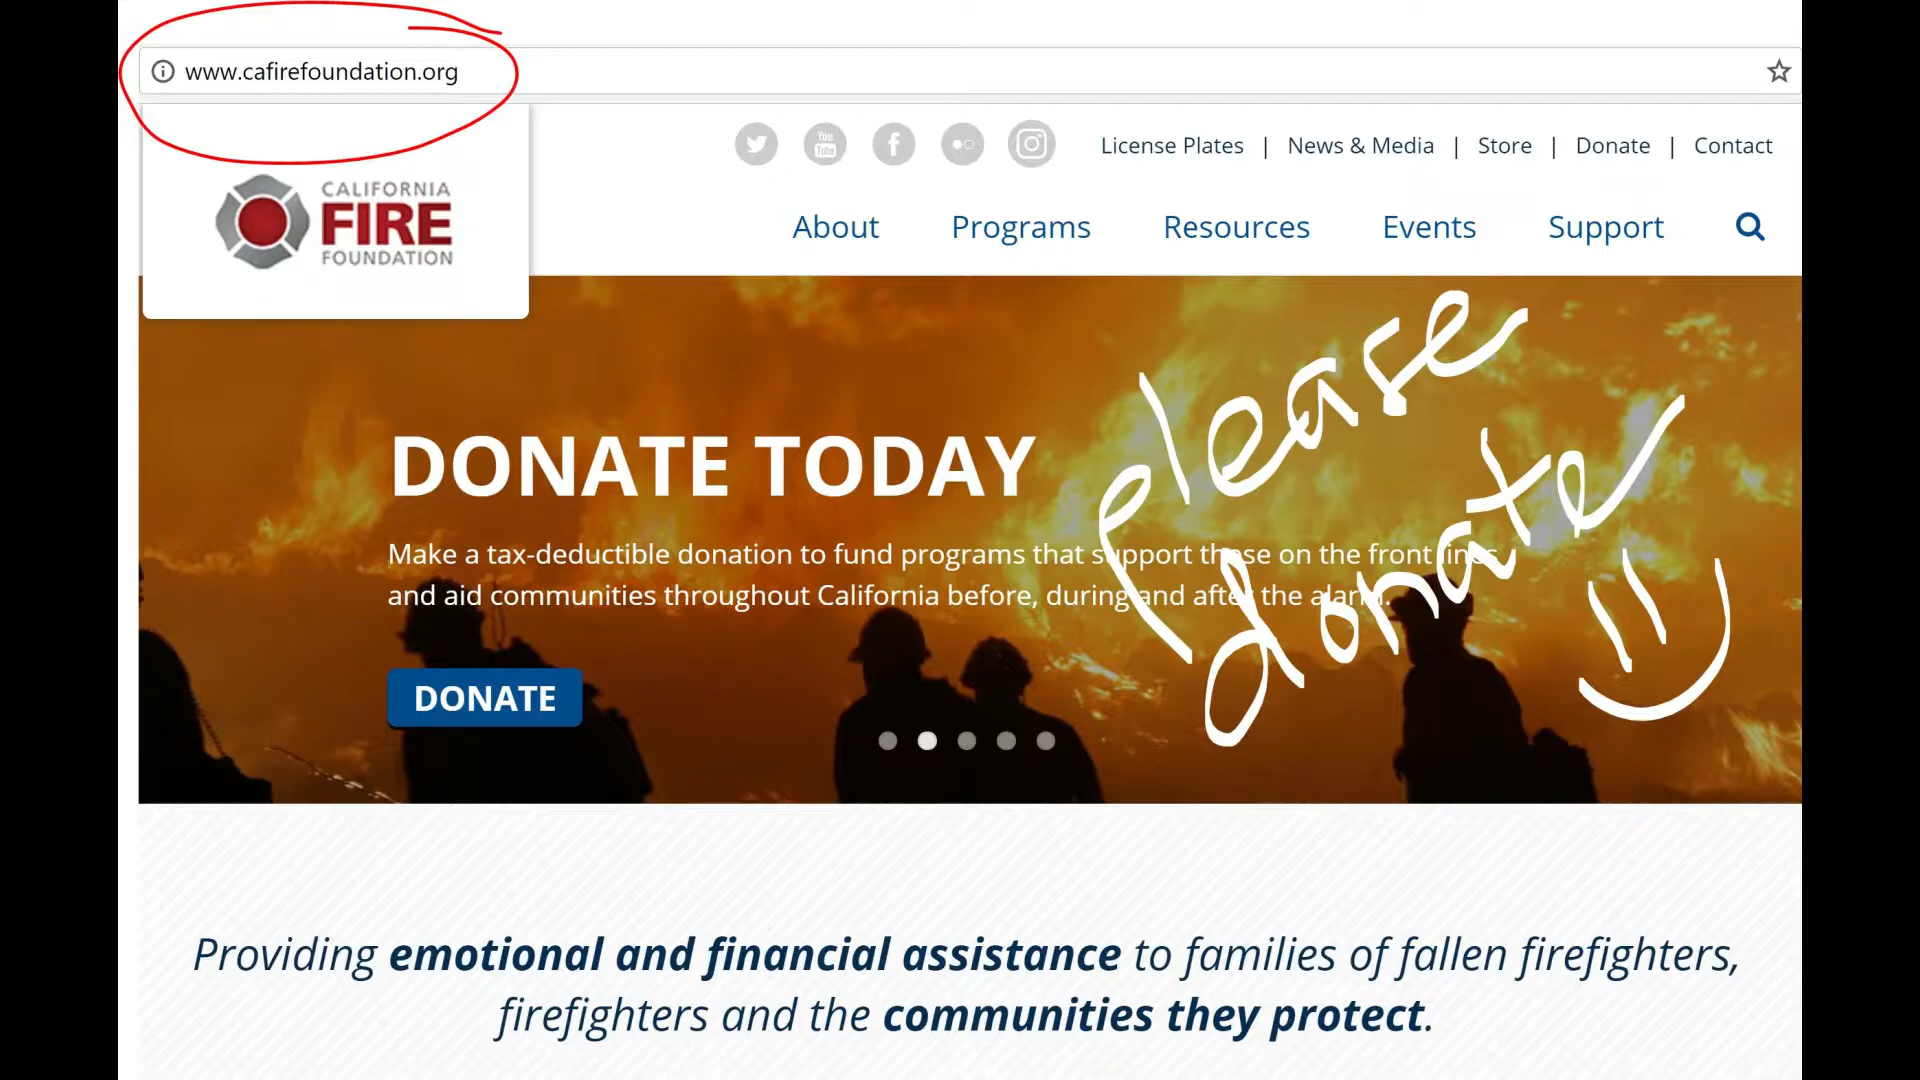 www.cafirefoundation.org
License Plates | News & Media | Store | Donate | Contact
You
Tube
CALIFORNIA
FIRE
FOUNDATION
About Programs Resources Events Support
please
donate
DONATE TODAY
Make a tax-deductible donation to fund programs that support those on the front lines
and aid communities throughout California before, during and after the alarm.
DONATE
Providing emotional and financial assistance to families of fallen firefighters,
firefighters and the communities they protect.